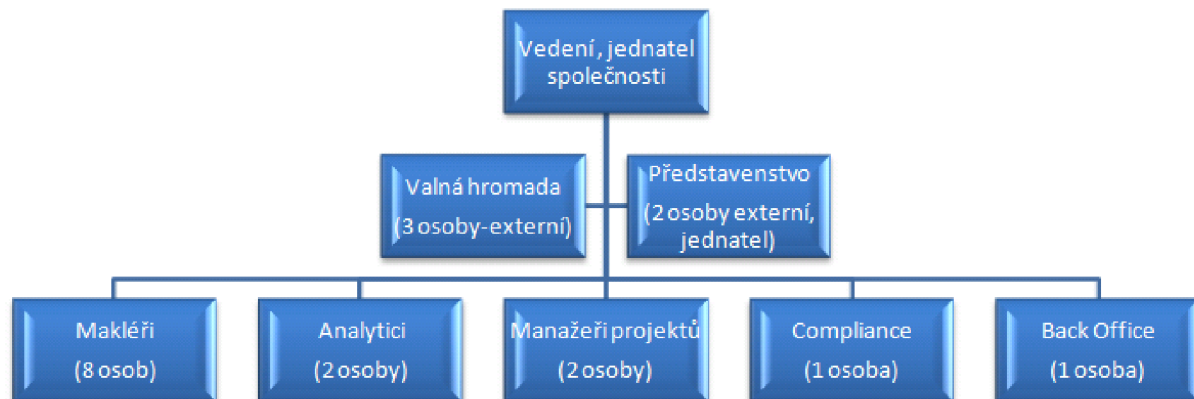 Vedení, jednatel
společnosti
Valná hromada
(3 osoby-externí)
Představenstvo
(2 osoby externí,
jednatel)
Makléři
(8 osob)
Analytici
(2 osoby)
Manažeři projektů
(2 osoby)
Compliance
(1 osoba)
Back Office
(1 osoba)